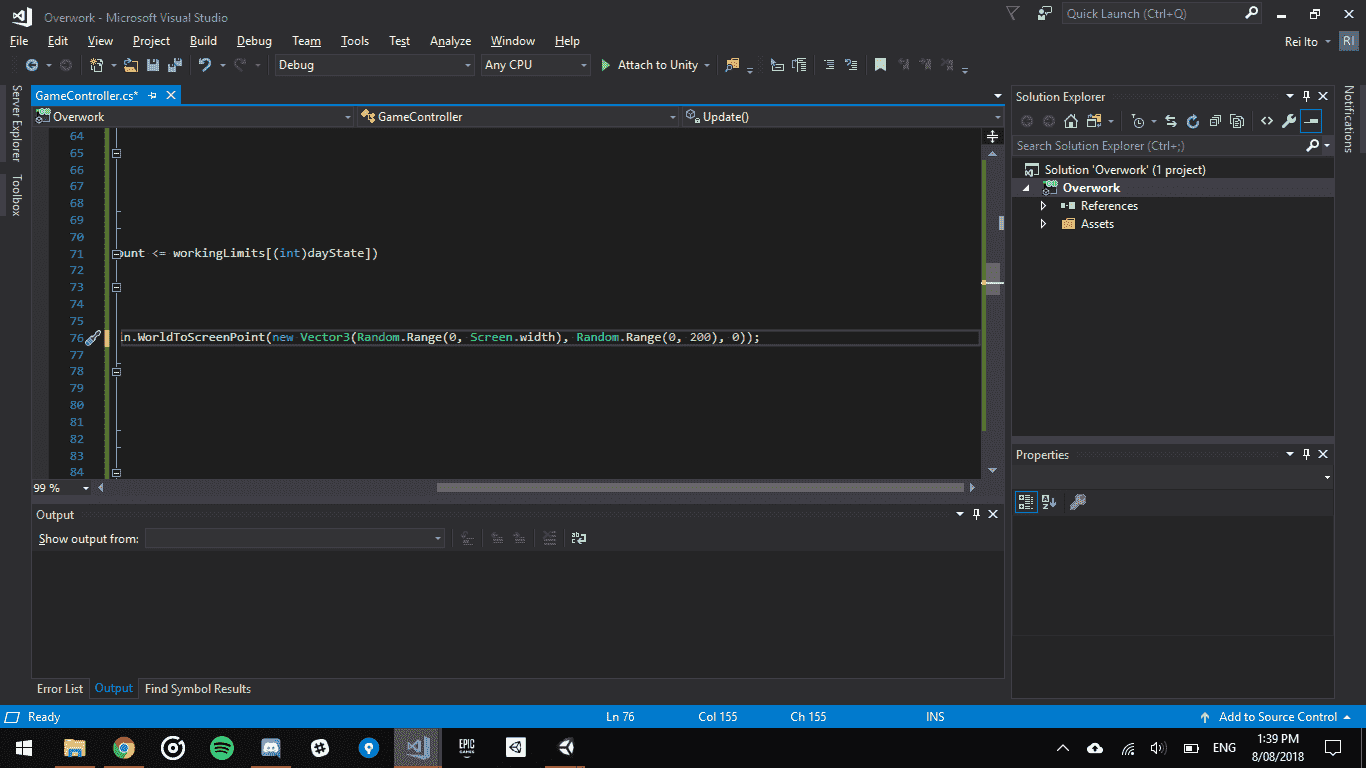 Overwork - Microsoft Visual Studio
Quick Launch (Ctrl+Q)
File Edit View Project Build Debug Team Tools Test Analyze Window Help
Rei Ito RI
Debug Any CPU Attach to Unity
Server Explorer
Toolbox
GameController.cs*
Overwork GameController Update()
64
65
66
67
68
69
70
71 ount <= workingLimits[(int)dayState])
72
73
74
75
76 in.WorldToScreenPoint(new Vector3(Random.Range(0, Screen.width), Random.Range(0, 200), 0));
77
78
79
80
81
82
83
84
99 %
Output
Show output from:
Error List Output Find Symbol Results
Solution Explorer
Search Solution Explorer (Ctrl+;)
Solution 'Overwork' (1 project)
Overwork
References
Assets
Properties
Notifications
Ready Ln 76 Col 155 Ch 155 INS Add to Source Control
EPIC GAMES
ENG
1:39 PM
8/08/2018